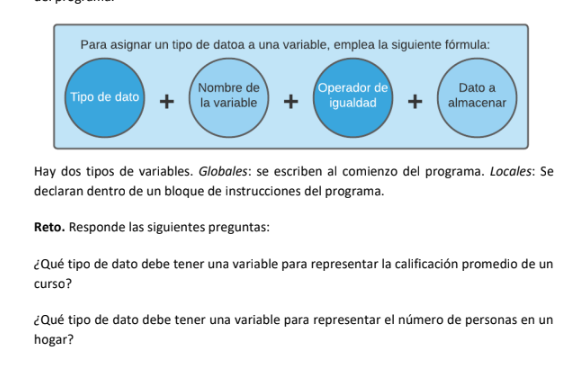 Para asignar un tipo de datoa a una variable, emplea la siguiente fórmula:
Tipo de dato + Nombre de la variable + Operador de igualdad + Dato a almacenar
Hay dos tipos de variables. Globales: se escriben al comienzo del programa. Locales: Se
declaran dentro de un bloque de instrucciones del programa.
Reto. Responde las siguientes preguntas:
¿Qué tipo de dato debe tener una variable para representar la calificación promedio de un
curso?
¿Qué tipo de dato debe tener una variable para representar el número de personas en un
hogar?